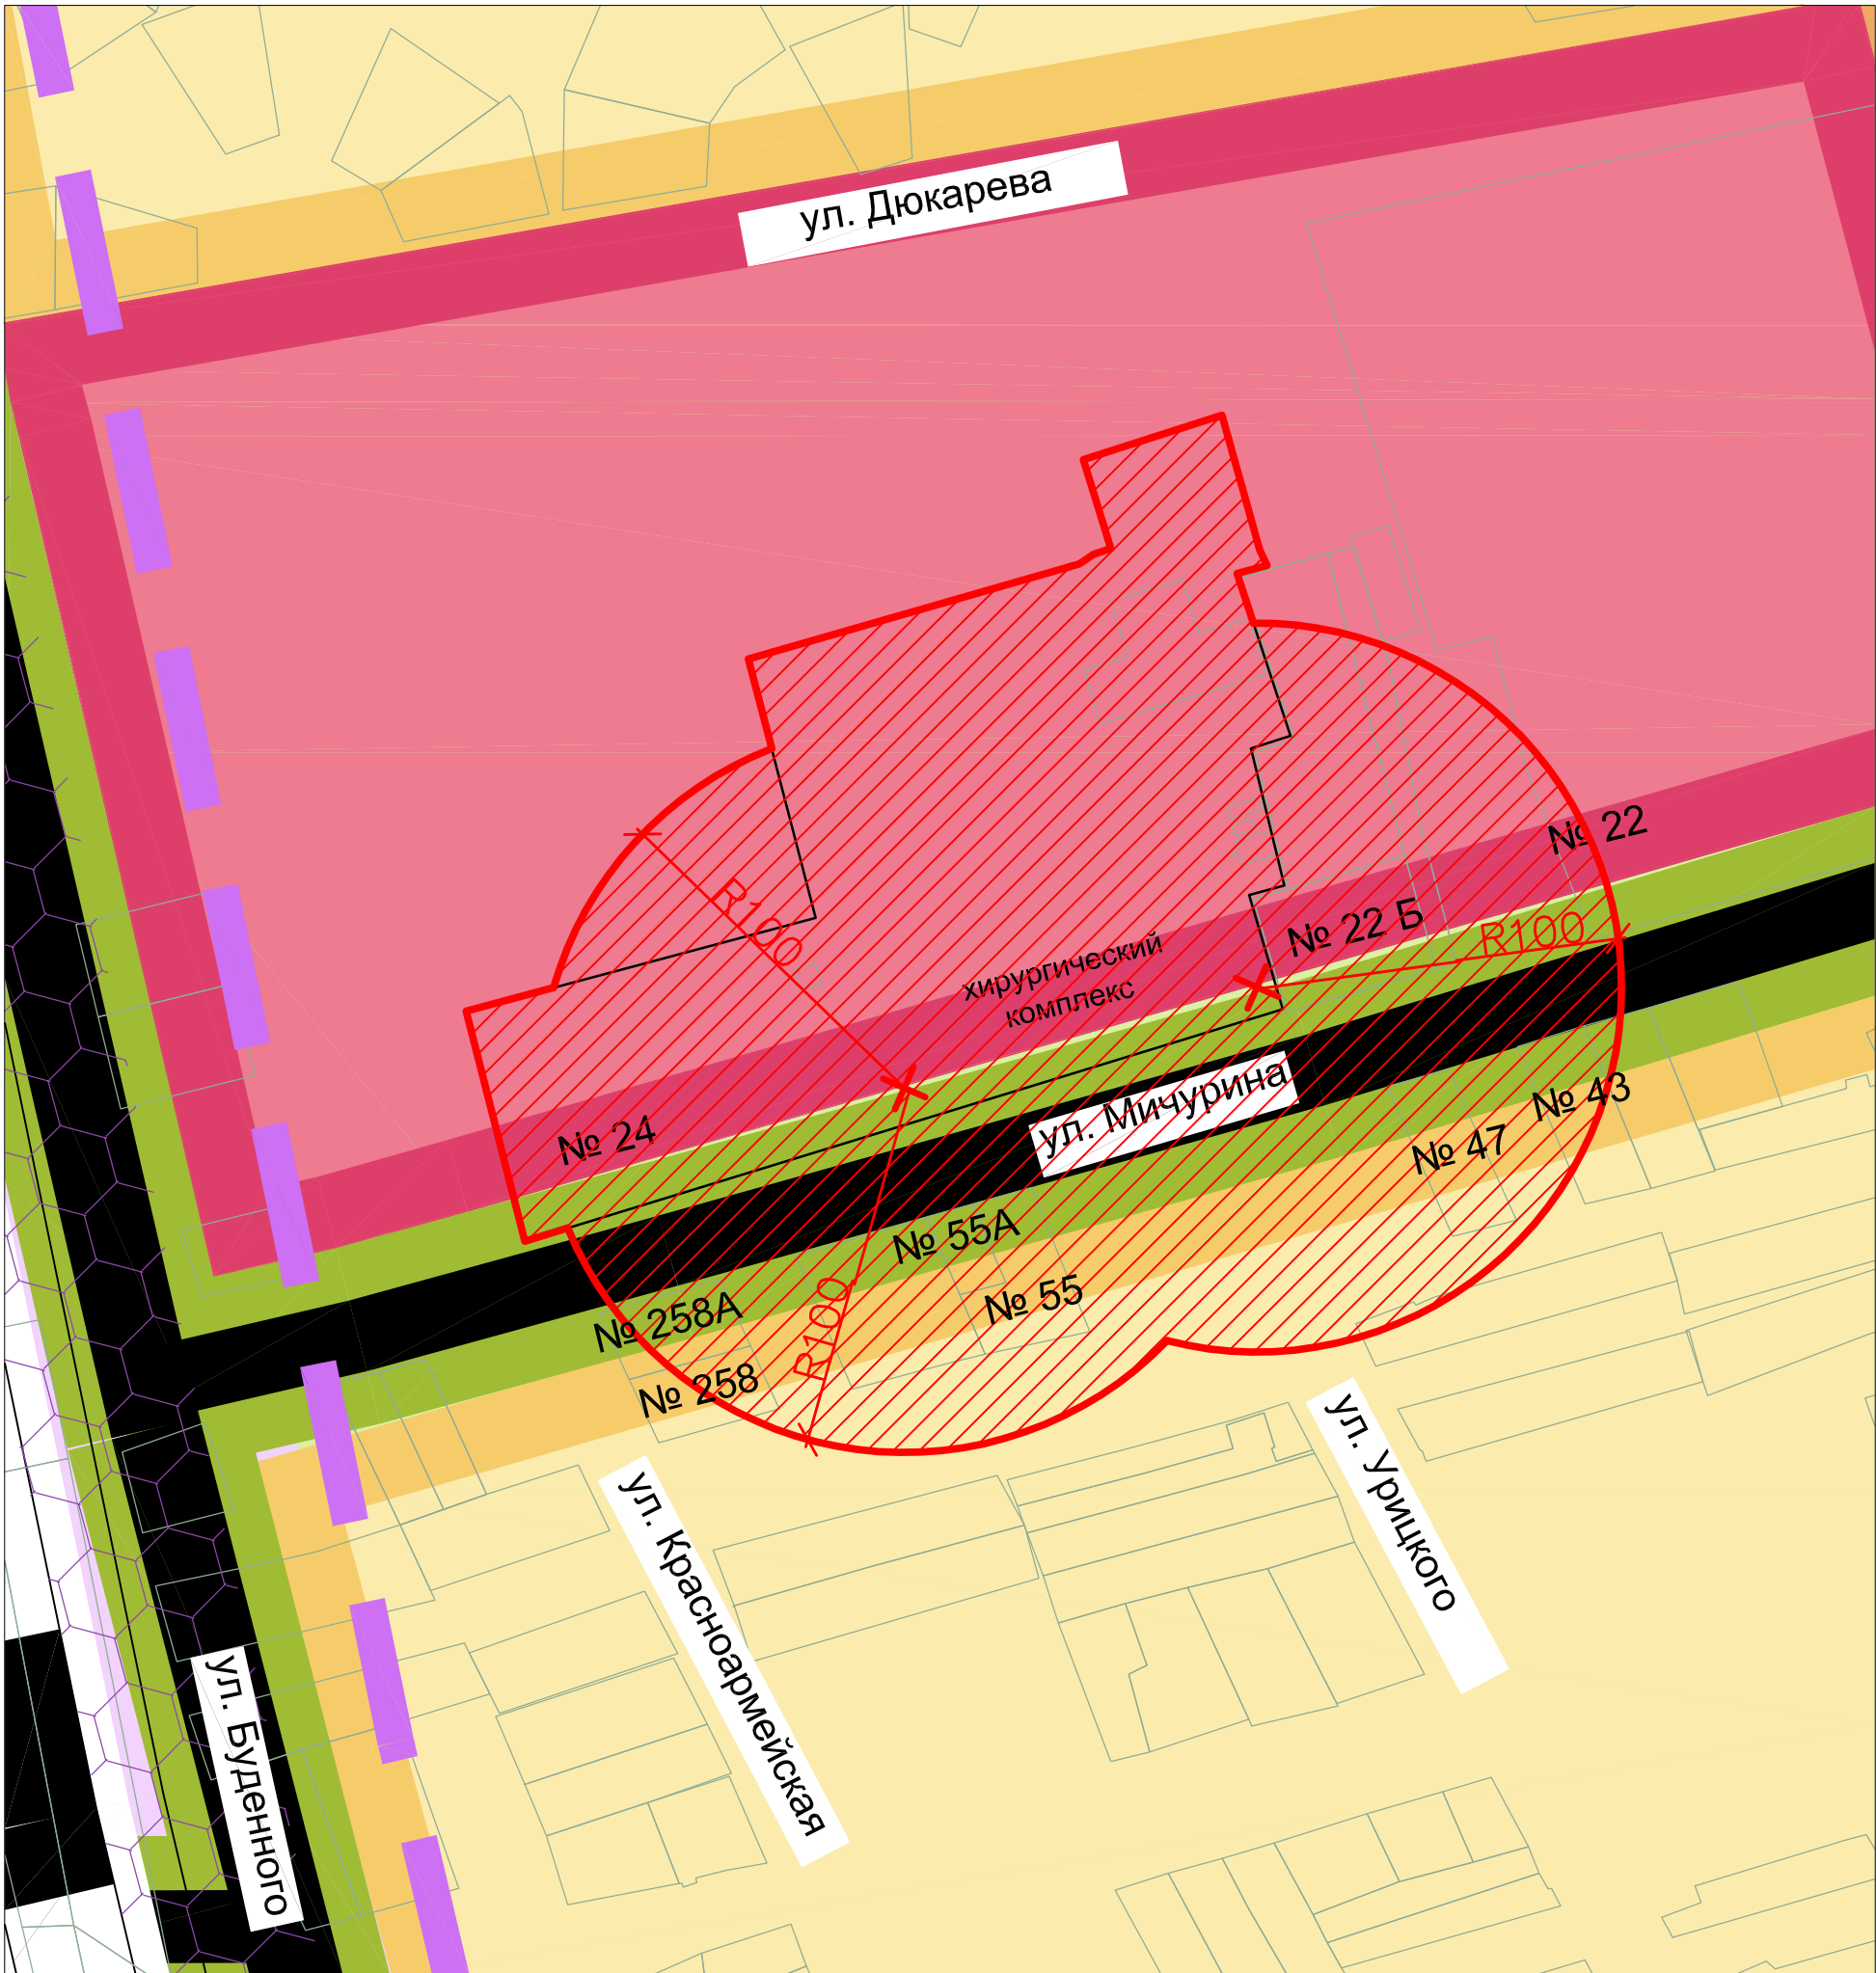 ул. Дюкарева
№ 22
R100
№ 22 Б
R100
хирургический
комплекс
ул. Мичурина
№ 24
№ 43
№ 47
№ 55А
№ 55
№ 258А
R100
№ 258
ул. Урицкого
ул. Красноармейская
ул. Буденного